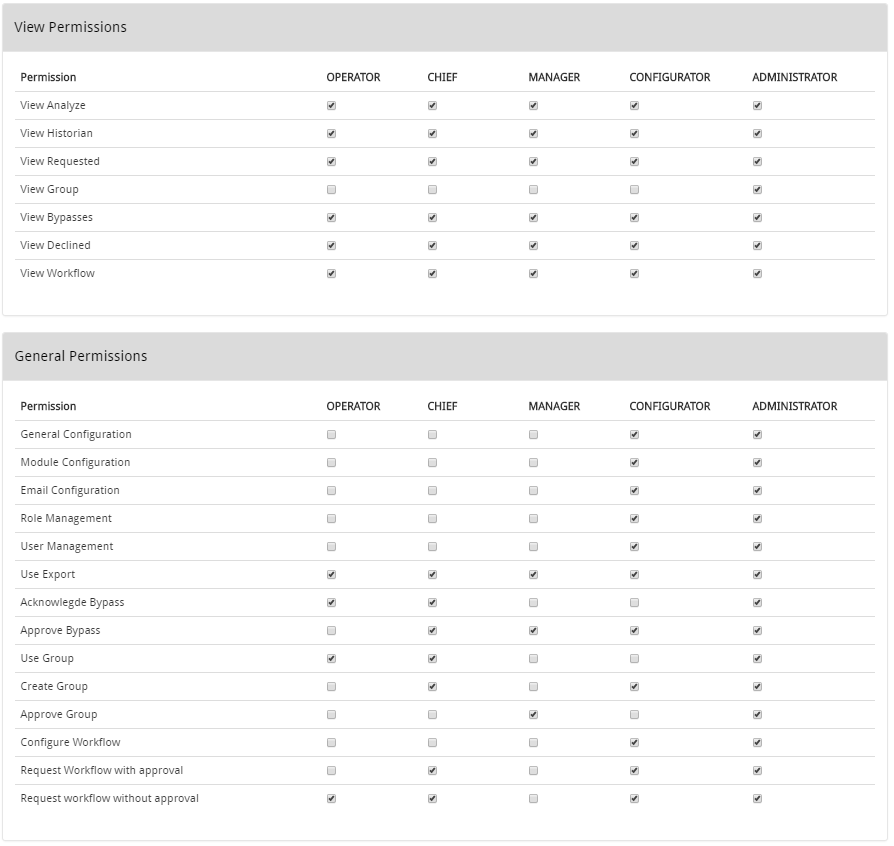 View Permissions
Permission OPERATOR CHIEF MANAGER CONFIGURATOR ADMINISTRATOR
View Analyze
View Historian
View Requested
View Group
View Bypasses
View Declined
View Workflow
General Permissions
Permission OPERATOR CHIEF MANAGER CONFIGURATOR ADMINISTRATOR
General Configuration
Module Configuration
Email Configuration
Role Management
User Management
Use Export
Acknowlegde Bypass
Approve Bypass
Use Group
Create Group
Approve Group
Configure Workflow
Request Workflow with approval
Request workflow without approval